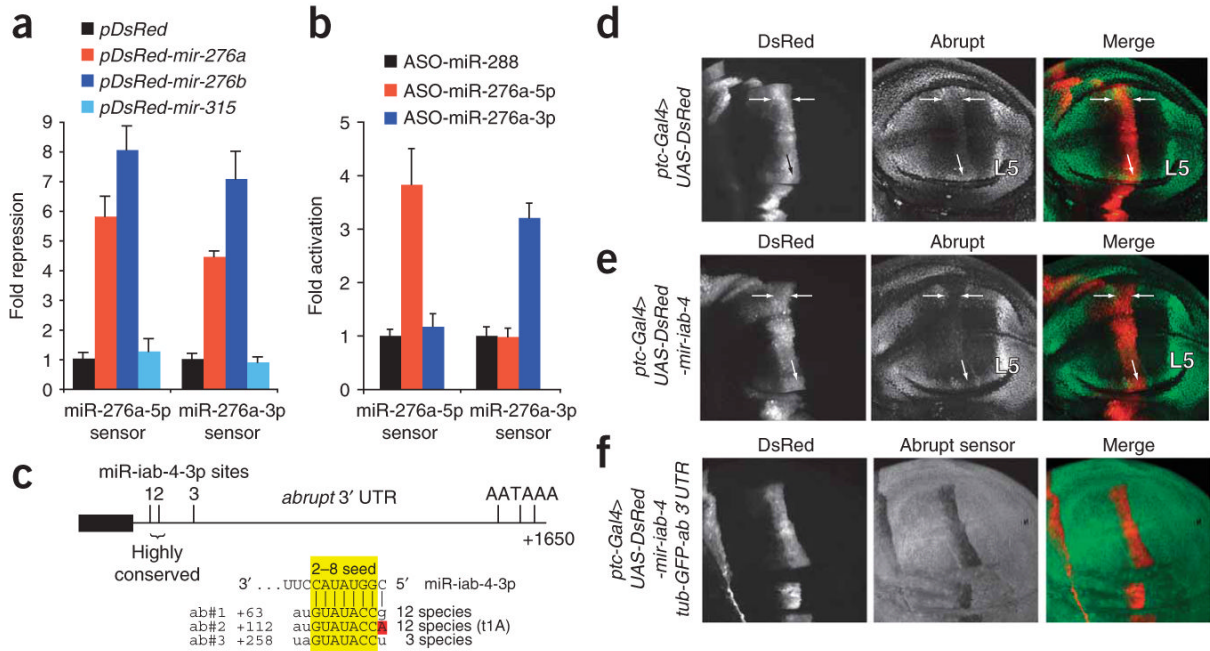 a
pDsRed
pDsRed-mir-276a
pDsRed-mir-276b
pDsRed-mir-315
Fold repression
9
8
7
6
5
4
3
2
1
0
miR-276a-5p
sensor
miR-276a-3p
sensor
b
ASO-miR-288
ASO-miR-276a-5p
ASO-miR-276a-3p
Fold activation
5
4
3
2
1
0
miR-276a-5p
sensor
miR-276a-3p
sensor
c
miR-iab-4-3p sites
12 3 abrupt 3′ UTR AATAAA
+1650
Highly
conserved
2–8 seed
3′ ...UUCCAUAUGGC 5′ miR-iab-4-3p
ab#1 +63 auGUAUACCg 12 species
ab#2 +112 auGUAUACCA 12 species (t1A)
ab#3 +258 uaGUAUACCu 3 species
d
DsRed Abrupt Merge
ptc-Gal4>
UAS-DsRed
L5
L5
e
DsRed Abrupt Merge
ptc-Gal4>
UAS-DsRed
-mir-iab-4
L5
L5
f
DsRed Abrupt sensor Merge
ptc-Gal4>
UAS-DsRed
-mir-iab-4
tub-GFP-ab 3′UTR